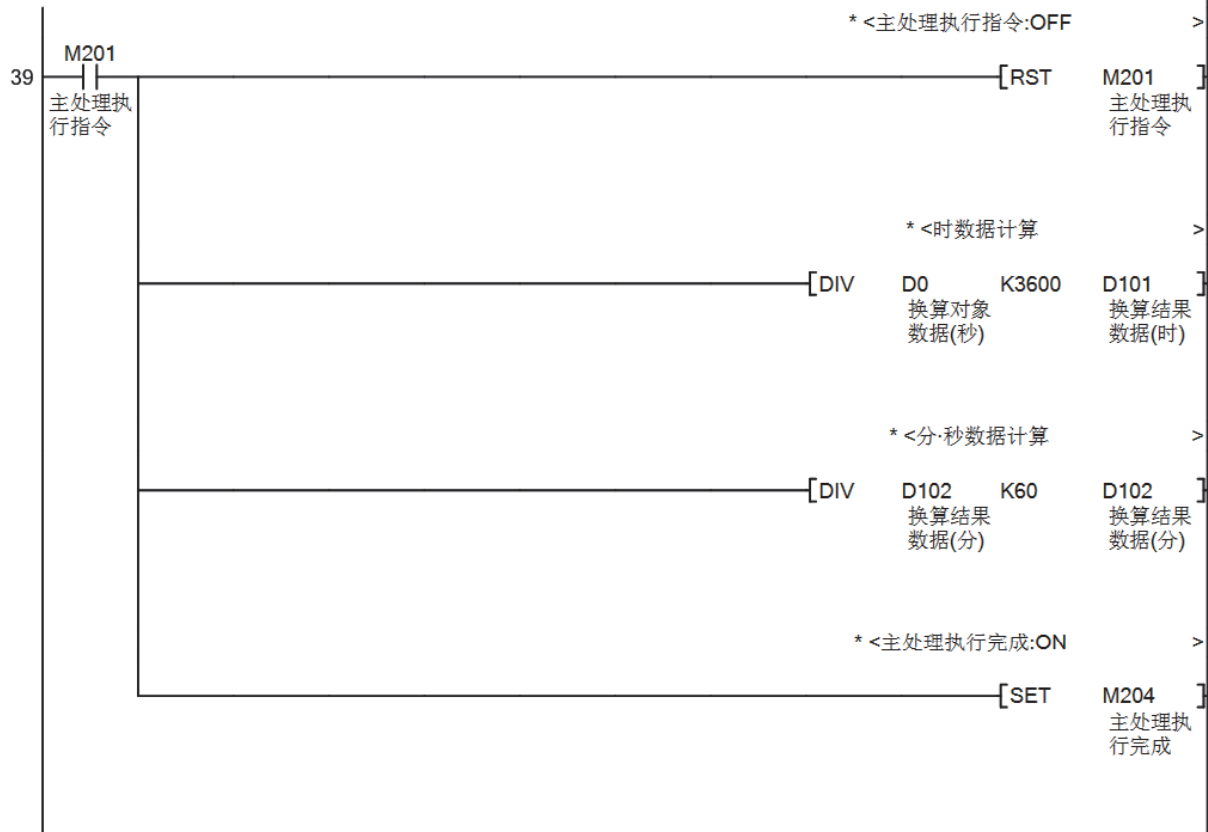 * <主处理执行指令:OFF >
M201
39 [RST M201 ]
主处理执 主处理执
行指令 行指令
* <时数据计算 >
[DIV D0 K3600 D101 ]
换算对象 换算结果
数据(秒) 数据(时)
* <分·秒数据计算 >
[DIV D102 K60 D102 ]
换算结果 换算结果
数据(分) 数据(分)
* <主处理执行完成:ON >
[SET M204 ]
主处理执
行完成